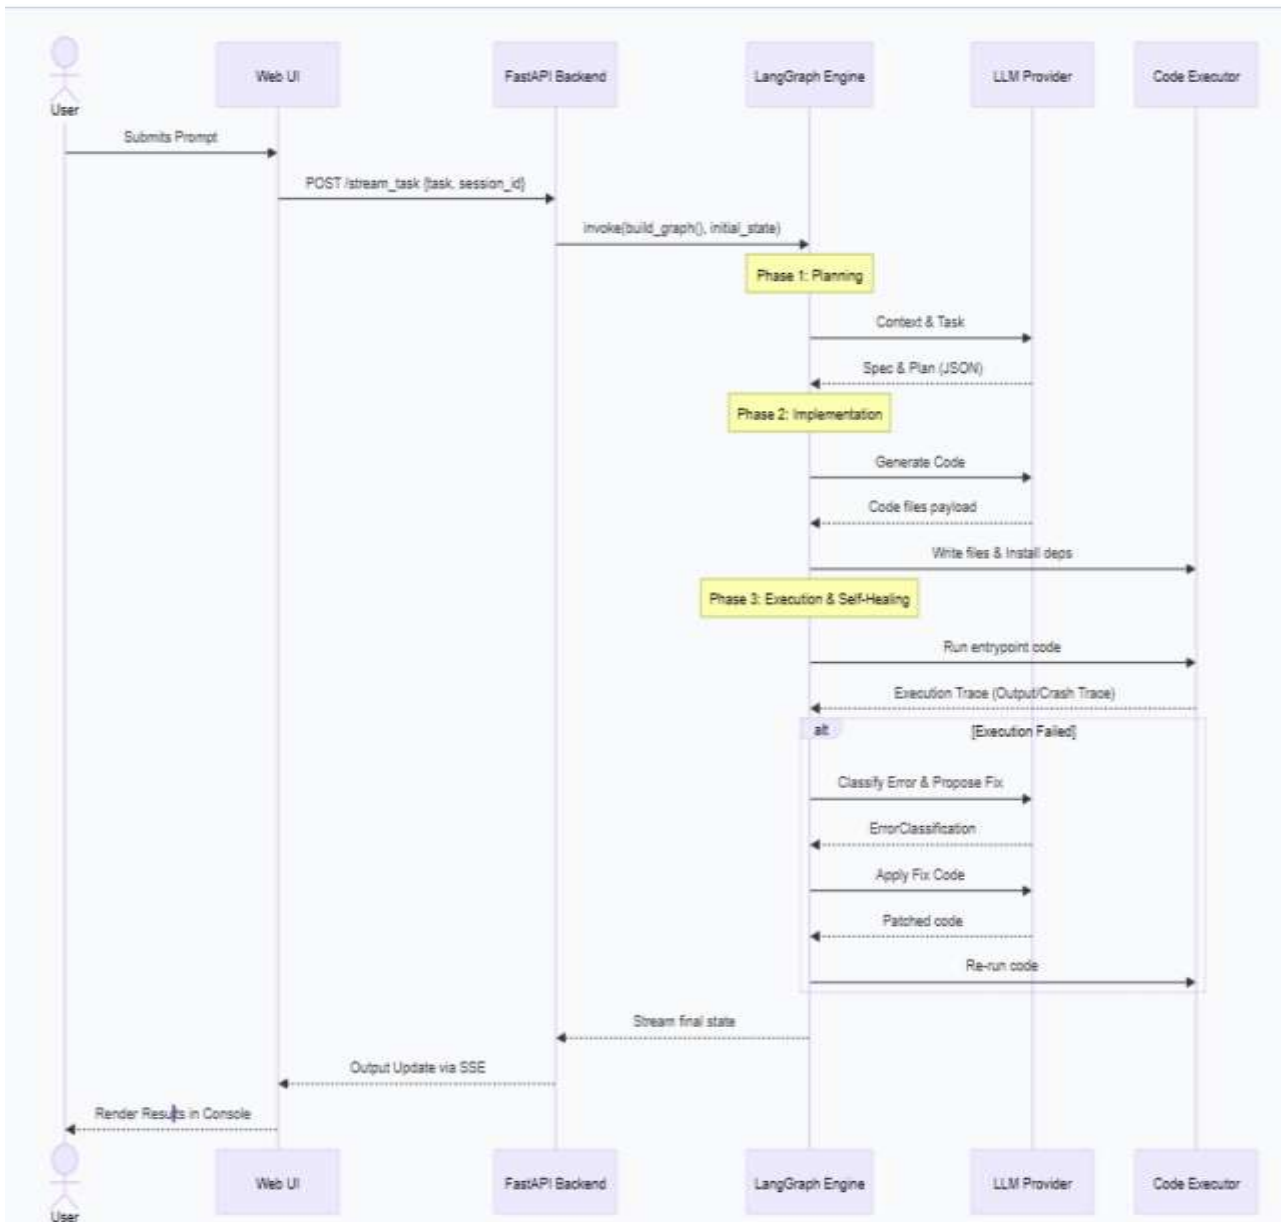 Web UI
FastAPI Backend
LangGraph Engine
LLM Provider
Code Executor
User
Submits Prompt
POST /stream_task {task, session_id}
invoke(build_graph(), initial_state)
Phase 1: Planning
Context & Task
Spec & Plan (JSON)
Phase 2: Implementation
Generate Code
Code files payload
Write files & Install deps
Phase 3: Execution & Self-Healing
Run entrypoint code
Execution Trace (Output/Crash Trace)
alt
[Execution Failed]
Classify Error & Propose Fix
ErrorClassification
Apply Fix Code
Patched code
Re-run code
Stream final state
Output Update via SSE
Render Results in Console
Web UI
FastAPI Backend
LangGraph Engine
LLM Provider
Code Executor
User